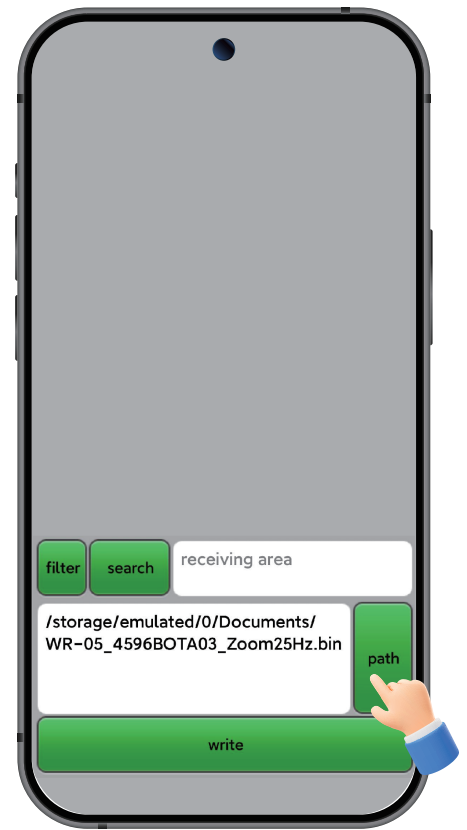 filter
search
receiving area
/storage/emulated/0/Documents/
WR-05_4596BOTA03_Zoom25Hz.bin
path
write